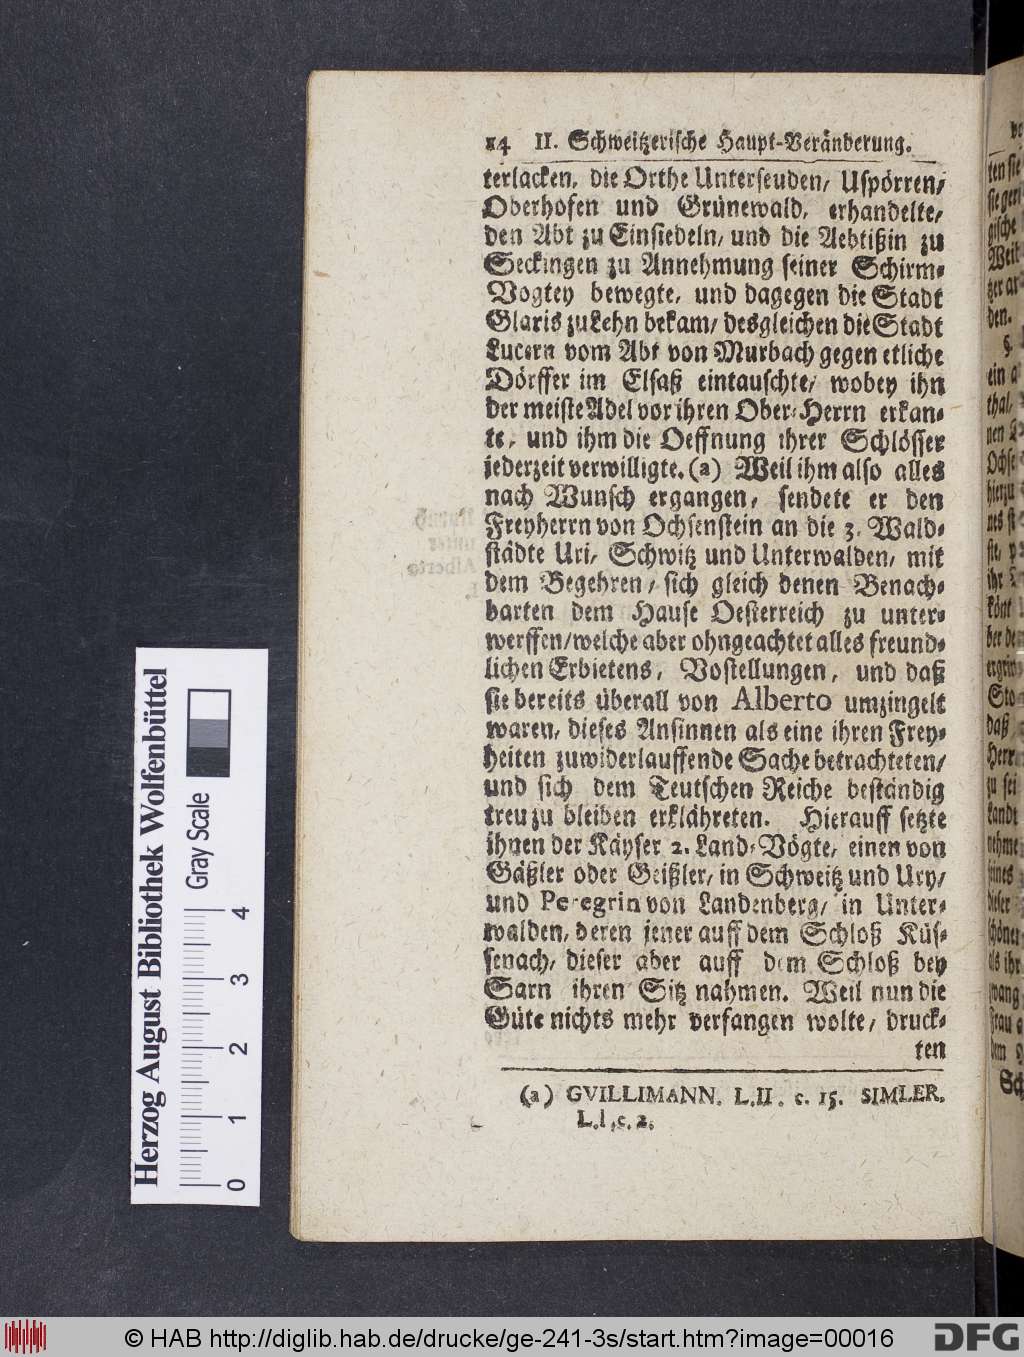 14 II. Schweitzerische Haupt-Veränderung.
terlacken, die Orthe Unterseuden/ Uspörren/
Oberhofen und Grünewald, erhandelte/
den Abt zu Einsiedeln/ und die Aebtißin zu
Seckingen zu Annehmung seiner Schirm-
Vogtey bewegte, und dagegen die Stadt
Glaris zu Lehn bekam/ desgleichen die Stadt
Lucern vom Abt von Murbach gegen etliche
Dörffer im Elsaß eintauschte/ wobey ihn
der meiste Adel vor ihren Ober-Herrn erkan-
te, und ihm die Oeffnung ihrer Schlösser
jederzeit verwilligte. (a) Weil ihm also alles
nach Wunsch ergangen, sendete er den
Freyherrn von Ochsenstein an die 3. Wald-
städte Uri, Schwitz und Unterwalden, mit
dem Begehren, sich gleich denen Benach-
barten dem Hause Oesterreich zu unter-
werffen/ welche aber ohngeachtet alles freund-
lichen Erbietens, Vostellungen, und daß
sie bereits überall von Alberto umzingelt
waren, dieses Ansinnen als eine ihren Frey-
heiten zuwiderlauffende Sache betrachteten/
und sich dem Teutschen Reiche beständig
treu zu bleiben erklähreten. Hierauff setzte
ihnen der Käyser 2. Land-Vögte, einen von
Gäßler oder Geißler, in Schweitz und Ury/
und Peregrin von Landenberg/ in Unter-
walden, deren jener auff dem Schloß Küs-
senach, dieser aber auff dem Schloß bey
Sarn ihren Sitz nahmen. Weil nun die
Güte nichts mehr verfangen wolte, druck-
ten
(a) GVILLIMANN. L.II. c. 15. SIMLER.
L.I.c. 2.
Herzog August Bibliothek Wolfenbüttel
Gray Scale
0 1 2 3 4
© HAB http://diglib.hab.de/drucke/ge-241-3s/start.htm?image=00016
DFG